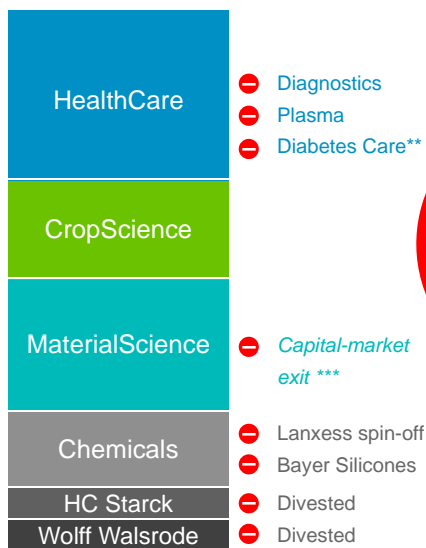 HealthCare
Diagnostics
Plasma
Diabetes Care**
CropScience
MaterialScience
Capital-market
exit ***
Chemicals
Lanxess spin-off
Bayer Silicones
HC Starck
Divested
Wolff Walsrode
Divested